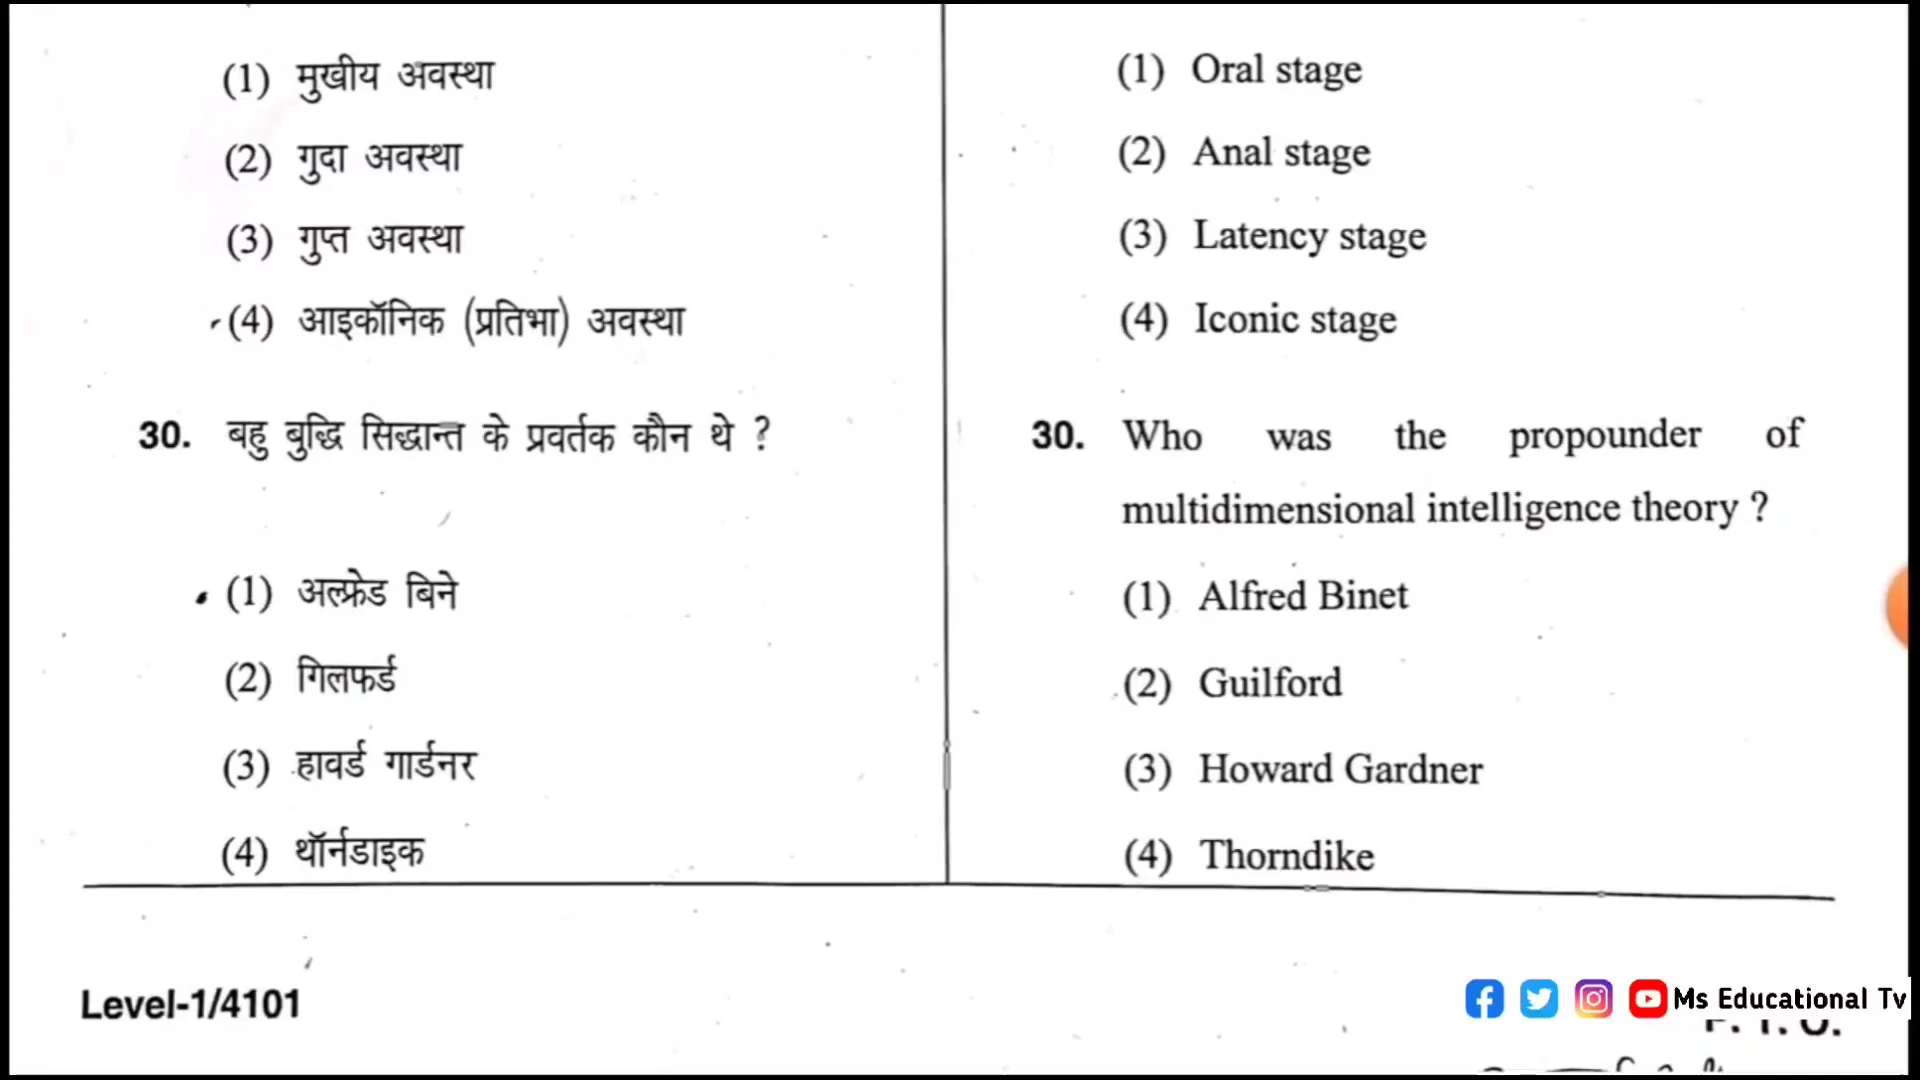 (1) मुखीय अवस्था
(2) गुदा अवस्था
(3) गुप्त अवस्था
(4) आइकॉनिक (प्रतिभा) अवस्था
30. बहु बुद्धि सिद्धान्त के प्रवर्तक कौन थे ?
(1) अल्फ्रेड बिने
(2) गिलफर्ड
(3) हावर्ड गार्डनर
(4) थॉर्नडाइक
(1) Oral stage
(2) Anal stage
(3) Latency stage
(4) Iconic stage
30. Who was the propounder of
multidimensional intelligence theory ?
(1) Alfred Binet
(2) Guilford
(3) Howard Gardner
(4) Thorndike
Level-1/4101
Ms Educational Tv
P. T. O.